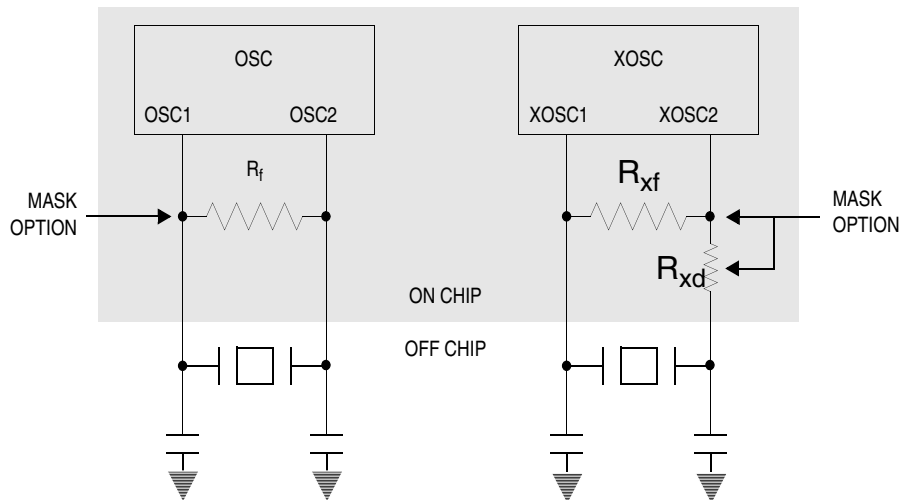 OSC
XOSC
OSC1
OSC2
XOSC1
XOSC2
Rf
Rxf
MASK
OPTION
MASK
OPTION
Rxd
ON CHIP
OFF CHIP